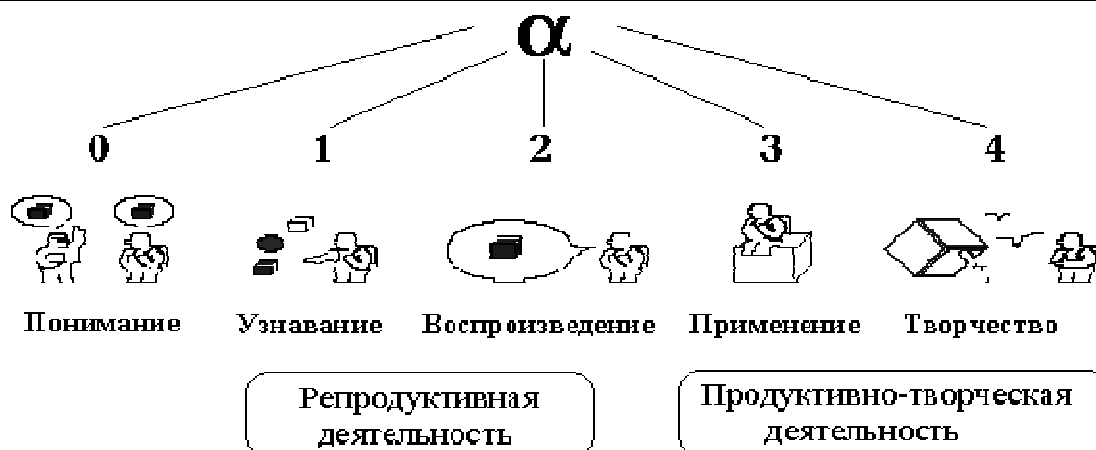 α
0 1 2 3 4
Понимание Узнавание Воспроизведение Применение Творчество
Репродуктивная Продуктивно-творческая
деятельность деятельность